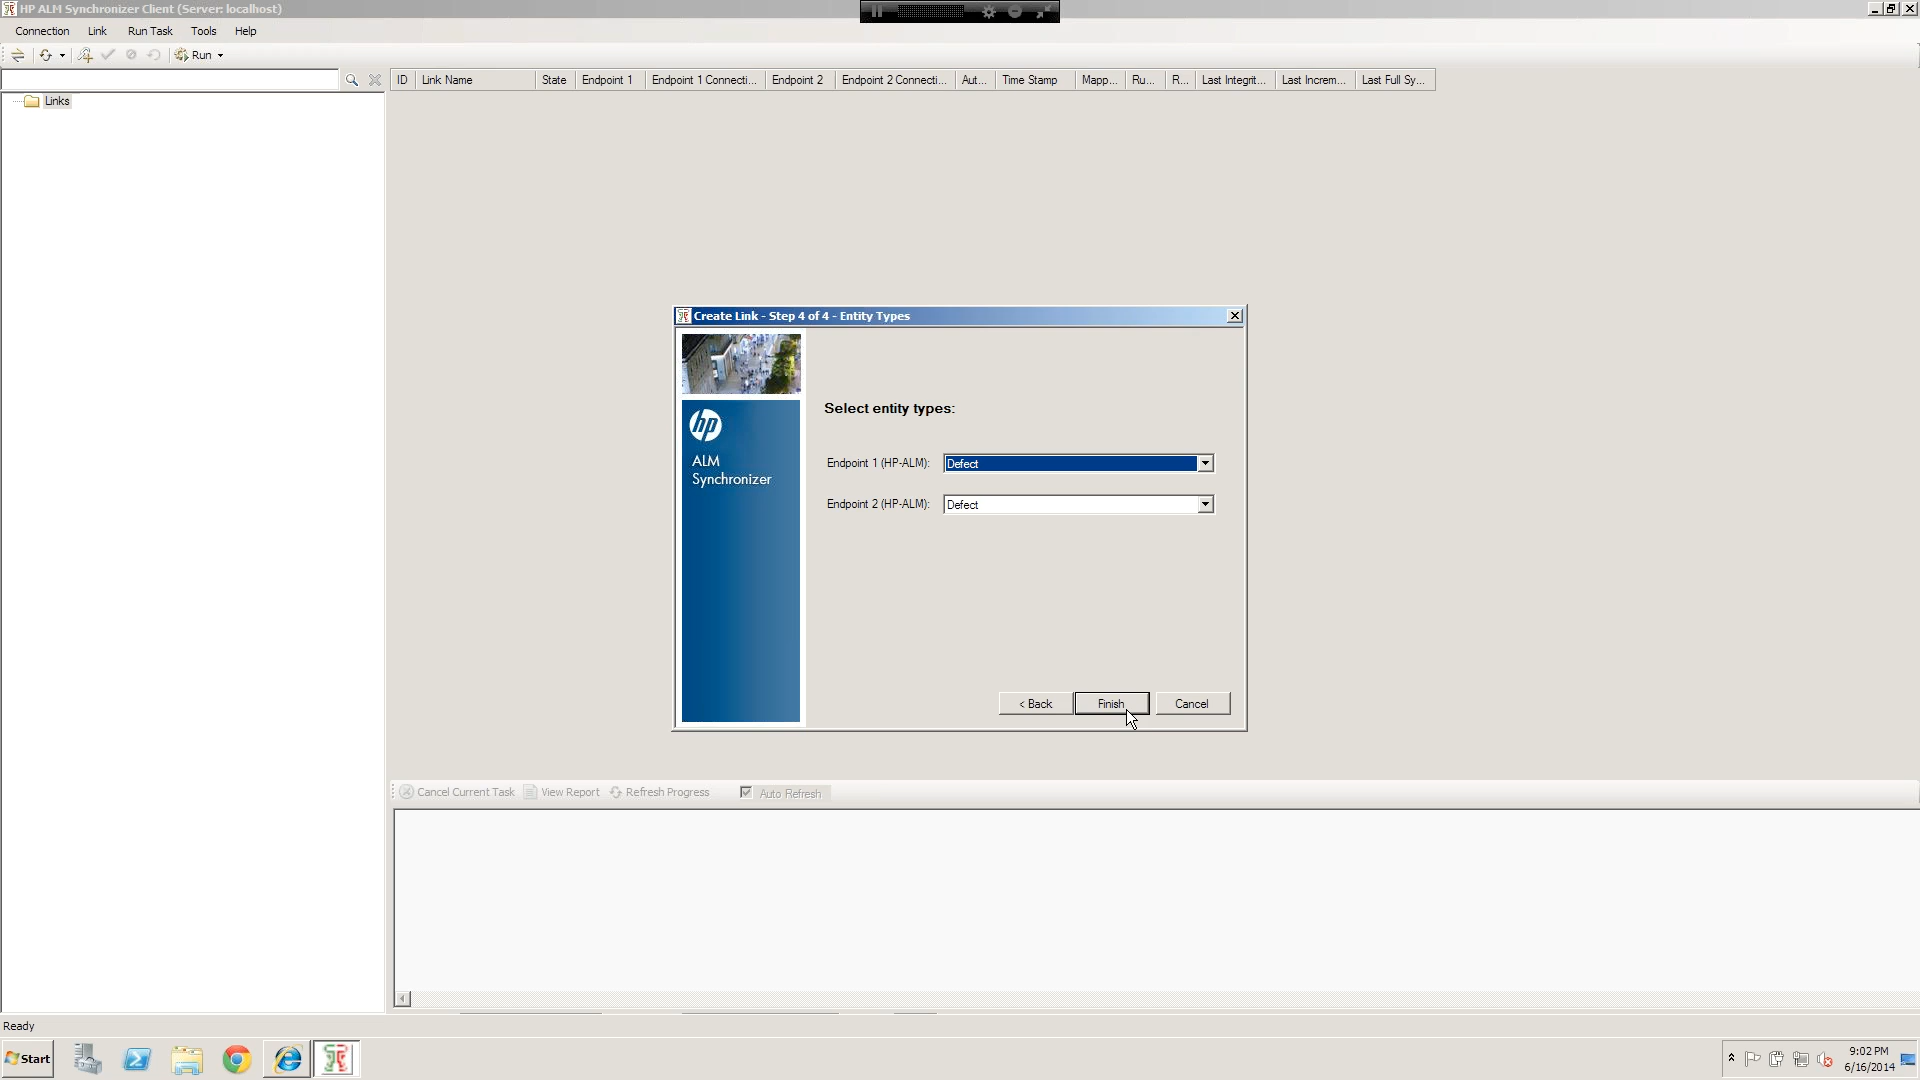 HP ALM Synchronizer Client (Server: localhost)
Connection Link Run Task Tools Help
Run
ID Link Name State Endpoint 1 Endpoint 1 Connecti... Endpoint 2 Endpoint 2 Connecti... Aut... Time Stamp Mapp... Ru... R... Last Integrit... Last Increm... Last Full Sy...
Links
Create Link - Step 4 of 4 - Entity Types
hp
ALM
Synchronizer
Select entity types:
Endpoint 1 (HP-ALM): Defect
Endpoint 2 (HP-ALM): Defect
< Back Finish Cancel
Cancel Current Task View Report Refresh Progress Auto Refresh
Ready
Start
9:02 PM
6/16/2014